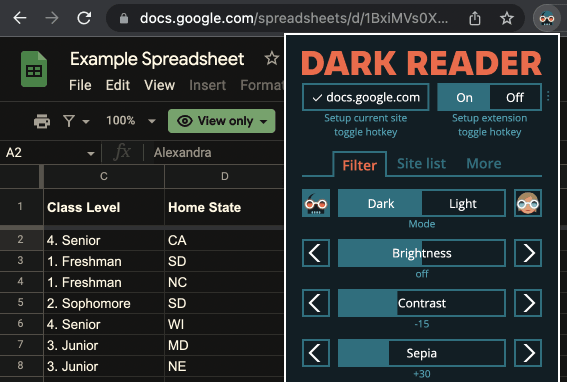 docs.google.com/spreadsheets/d/1BxiMVs0X...
Example Spreadsheet
File Edit View Insert Format
100% View only
A2 fx Alexandra
C D
1 Class Level Home State
2 4. Senior CA
3 1. Freshman SD
4 1. Freshman NC
5 2. Sophomore SD
6 4. Senior WI
7 3. Junior MD
8 3. Junior NE
DARK READER
docs.google.com On Off
Setup current site Setup extension
toggle hotkey toggle hotkey
Filter Site list More
Dark Light
Mode
Brightness
off
Contrast
-15
Sepia
+30